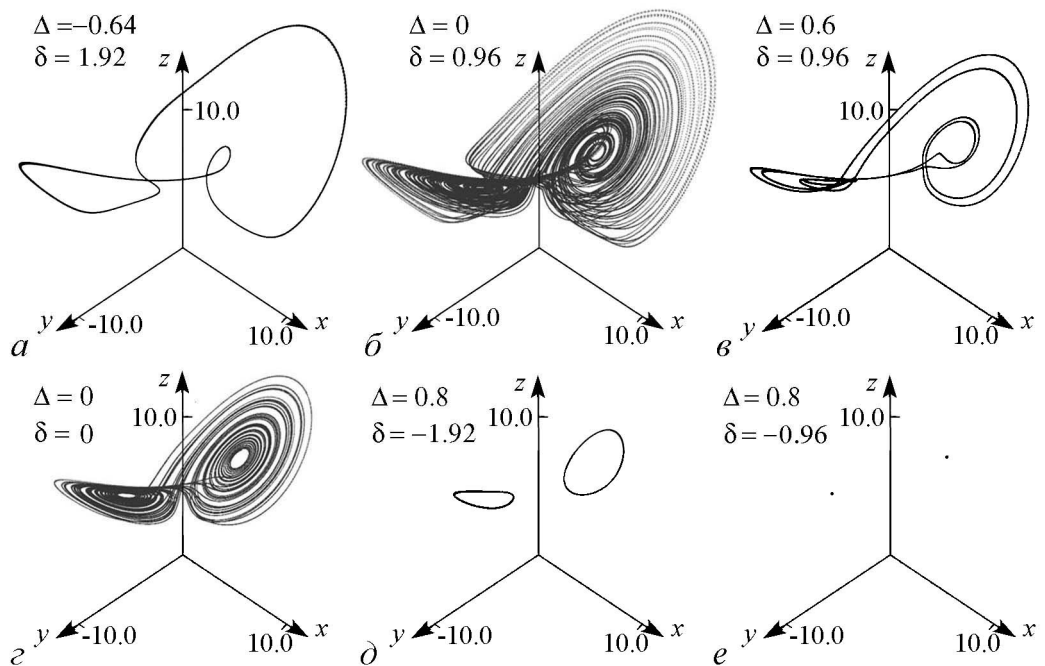 Δ = −0.64
δ = 1.92
z
10.0
y
-10.0
10.0
x
а
Δ = 0
δ = 0.96
z
10.0
y
-10.0
10.0
x
б
Δ = 0.6
δ = 0.96
z
10.0
y
-10.0
10.0
x
в
Δ = 0
δ = 0
z
10.0
y
-10.0
10.0
x
г
Δ = 0.8
δ = −1.92
z
10.0
y
-10.0
10.0
x
д
Δ = 0.8
δ = −0.96
z
10.0
y
-10.0
10.0
x
е